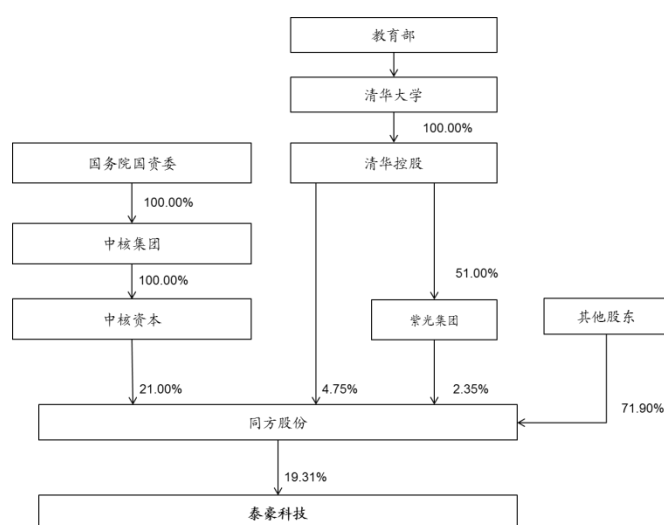 教育部
清华大学
100.00%
国务院国资委
清华控股
100.00%
中核集团
100.00%
51.00%
中核资本
紫光集团
其他股东
21.00%
4.75%
2.35%
71.90%
同方股份
19.31%
泰豪科技